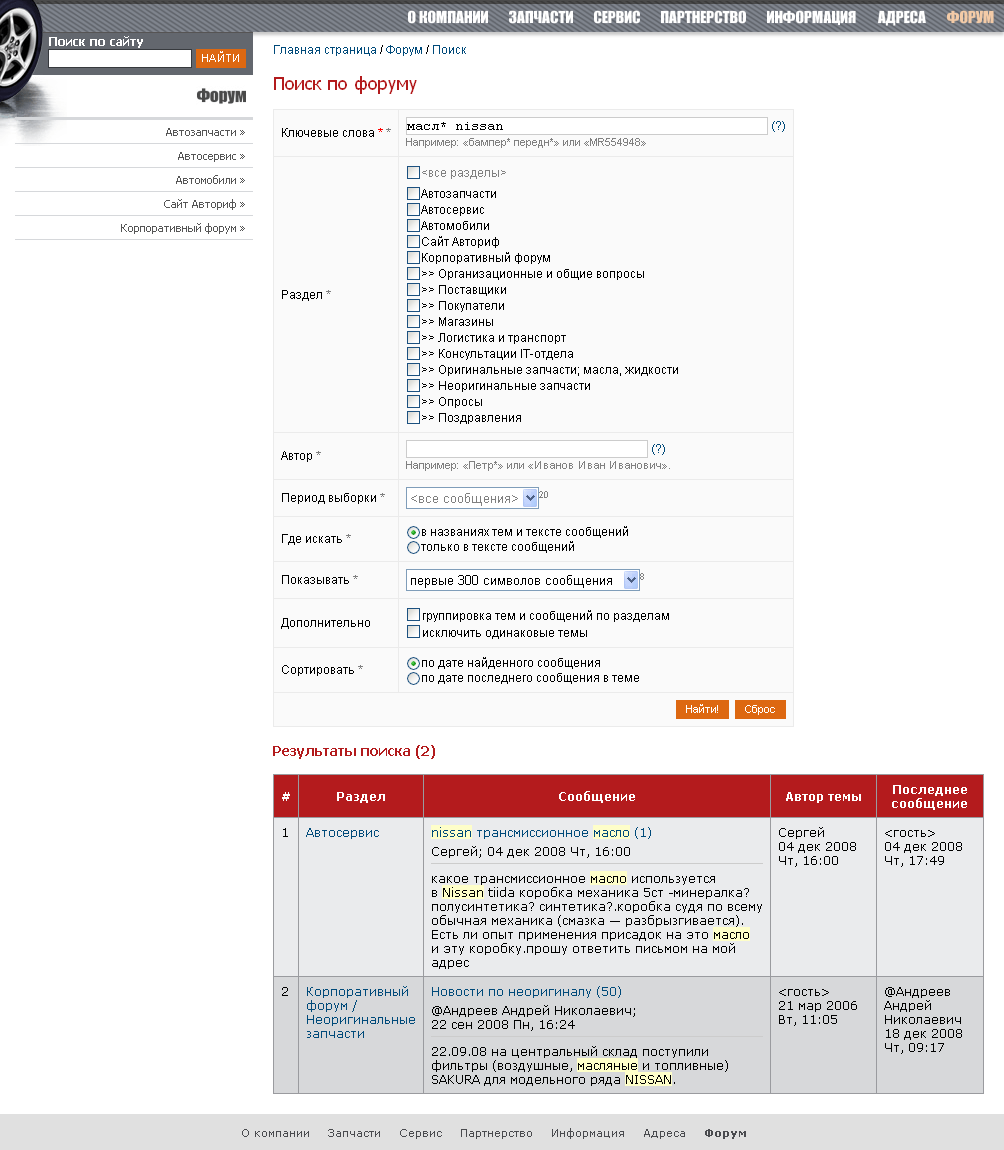 О КОМПАНИИ ЗАПЧАСТИ СЕРВИС ПАРТНЕРСТВО ИНФОРМАЦИЯ АДРЕСА ФОРУМ
Поиск по сайту
НАЙТИ
Форум
Автозапчасти »
Автосервис »
Автомобили »
Сайт Авториф »
Корпоративный форум »
Главная страница / Форум / Поиск
Поиск по форуму
Ключевые слова * *
масл* nissan
(?)
Например: «бампер* передн*» или «MR554948»
Раздел *
<все разделы>
Автозапчасти
Автосервис
Автомобили
Сайт Авториф
Корпоративный форум
>> Организационные и общие вопросы
>> Поставщики
>> Покупатели
>> Магазины
>> Логистика и транспорт
>> Консультации IT-отдела
>> Оригинальные запчасти; масла, жидкости
>> Неоригинальные запчасти
>> Опросы
>> Поздравления
Автор *
(?)
Например: «Петр*» или «Иванов Иван Иванович».
Период выборки *
<все сообщения>
20
Где искать *
в названиях тем и тексте сообщений
только в тексте сообщений
Показывать *
первые 300 символов сообщения
8
Дополнительно
группировка тем и сообщений по разделам
исключить одинаковые темы
Сортировать *
по дате найденного сообщения
по дате последнего сообщения в теме
Найти! Сброс
Результаты поиска (2)
# Раздел Сообщение Автор темы Последнее
сообщение
1
Автосервис
nissan трансмиссионное масло (1)
Сергей; 04 дек 2008 Чт, 16:00
какое трансмиссионное масло используется
в Nissan tiida коробка механика 5ст -минералка?
полусинтетика? синтетика?.коробка судя по всему
обычная механика (смазка — разбрызгивается).
Есть ли опыт применения присадок на это масло
и эту коробку.прошу ответить письмом на мой
адрес
Сергей
04 дек 2008
Чт, 16:00
<гость>
04 дек 2008
Чт, 17:49
2
Корпоративный
форум /
Неоригинальные
запчасти
Новости по неоригиналу (50)
@Андреев Андрей Николаевич;
22 сен 2008 Пн, 16:24
22.09.08 на центральный склад поступили
фильтры (воздушные, масляные и топливные)
SAKURA для модельного ряда NISSAN.
<гость>
21 мар 2006
Вт, 11:05
@Андреев
Андрей
Николаевич
18 дек 2008
Чт, 09:17
О компании Запчасти Сервис Партнерство Информация Адреса Форум